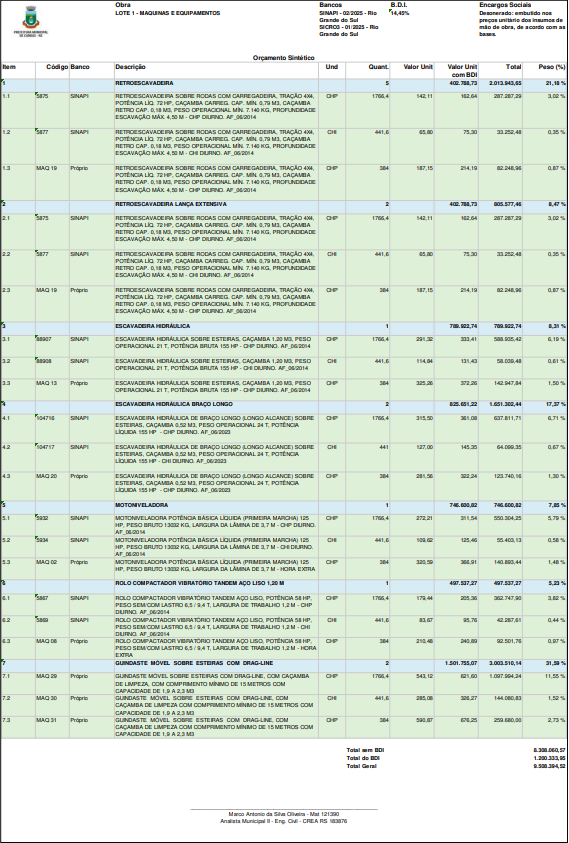 Obra
LOTE 1 - MAQUINAS E EQUIPAMENTOS
Bancos
SINAPI - 02/2025 - Rio
Grande do Sul
SICRO3 - 01/2025 - Rio
Grande do Sul
B.D.I.
14,45%
Encargos Sociais
Desonerado: embutido nos
preços unitário dos insumos de
mão de obra, de acordo com as
bases.
Orçamento Sintético
Item Código Banco Descrição Und Quant. Valor Unit Valor Unit com BDI Total Peso (%)
1 RETROESCAVADEIRA 5 402.788,73 2.013.943,65 21,18 %
1.1 5875 SINAPI RETROESCAVADEIRA SOBRE RODAS COM CARREGADEIRA, TRAÇÃO 4X4, CHP 1766,4 142,11 162,64 287.287,29 3,02 %
POTÊNCIA LÍQ. 72 HP, CAÇAMBA CARREG. CAP. MÍN. 0,79 M3, CAÇAMBA
RETRO CAP. 0,18 M3, PESO OPERACIONAL MÍN. 7.140 KG, PROFUNDIDADE
ESCAVAÇÃO MÁX. 4,50 M - CHP DIURNO. AF_06/2014
1.2 5877 SINAPI RETROESCAVADEIRA SOBRE RODAS COM CARREGADEIRA, TRAÇÃO 4X4, CHI 441,6 65,80 75,30 33.252,48 0,35 %
POTÊNCIA LÍQ. 72 HP, CAÇAMBA CARREG. CAP. MÍN. 0,79 M3, CAÇAMBA
RETRO CAP. 0,18 M3, PESO OPERACIONAL MÍN. 7.140 KG, PROFUNDIDADE
ESCAVAÇÃO MÁX. 4,50 M - CHI DIURNO. AF_06/2014
1.3 MAQ 19 Próprio RETROESCAVADEIRA SOBRE RODAS COM CARREGADEIRA, TRAÇÃO 4X4, CHP 384 187,15 214,19 82.248,96 0,87 %
POTÊNCIA LÍQ. 72 HP, CAÇAMBA CARREG. CAP. MÍN. 0,79 M3, CAÇAMBA
RETRO CAP. 0,18 M3, PESO OPERACIONAL MÍN. 7.140 KG, PROFUNDIDADE
ESCAVAÇÃO MÁX. 4,50 M - CHP DIURNO. AF_06/2014
2 RETROESCAVADEIRA LANÇA EXTENSIVA 2 402.788,73 805.577,46 8,47 %
2.1 5875 SINAPI RETROESCAVADEIRA SOBRE RODAS COM CARREGADEIRA, TRAÇÃO 4X4, CHP 1766,4 142,11 162,64 287.287,29 3,02 %
POTÊNCIA LÍQ. 72 HP, CAÇAMBA CARREG. CAP. MÍN. 0,79 M3, CAÇAMBA
RETRO CAP. 0,18 M3, PESO OPERACIONAL MÍN. 7.140 KG, PROFUNDIDADE
ESCAVAÇÃO MÁX. 4,50 M - CHP DIURNO. AF_06/2014
2.2 5877 SINAPI RETROESCAVADEIRA SOBRE RODAS COM CARREGADEIRA, TRAÇÃO 4X4, CHI 441,6 65,80 75,30 33.252,48 0,35 %
POTÊNCIA LÍQ. 72 HP, CAÇAMBA CARREG. CAP. MÍN. 0,79 M3, CAÇAMBA
RETRO CAP. 0,18 M3, PESO OPERACIONAL MÍN. 7.140 KG, PROFUNDIDADE
ESCAVAÇÃO MÁX. 4,50 M - CHI DIURNO. AF_06/2014
2.3 MAQ 19 Próprio RETROESCAVADEIRA SOBRE RODAS COM CARREGADEIRA, TRAÇÃO 4X4, CHP 384 187,15 214,19 82.248,96 0,87 %
POTÊNCIA LÍQ. 72 HP, CAÇAMBA CARREG. CAP. MÍN. 0,79 M3, CAÇAMBA
RETRO CAP. 0,18 M3, PESO OPERACIONAL MÍN. 7.140 KG, PROFUNDIDADE
ESCAVAÇÃO MÁX. 4,50 M - CHP DIURNO. AF_06/2014
3 ESCAVADEIRA HIDRÁULICA 1 789.922,74 789.922,74 8,31 %
3.1 88907 SINAPI ESCAVADEIRA HIDRÁULICA SOBRE ESTEIRAS, CAÇAMBA 1,20 M3, PESO CHP 1766,4 291,32 333,41 588.935,42 6,19 %
OPERACIONAL 21 T, POTÊNCIA BRUTA 155 HP - CHP DIURNO. AF_06/2014
3.2 88908 SINAPI ESCAVADEIRA HIDRÁULICA SOBRE ESTEIRAS, CAÇAMBA 1,20 M3, PESO CHI 441,6 114,84 131,43 58.039,48 0,61 %
OPERACIONAL 21 T, POTÊNCIA BRUTA 155 HP - CHI DIURNO. AF_06/2014
3.3 MAQ 13 Próprio ESCAVADEIRA HIDRÁULICA SOBRE ESTEIRAS, CAÇAMBA 1,20 M3, PESO CHP 384 325,26 372,26 142.947,84 1,50 %
OPERACIONAL 21 T, POTÊNCIA BRUTA 155 HP - CHP DIURNO. AF_06/2014
4 ESCAVADEIRA HIDRAULICA BRAÇO LONGO 2 825.651,22 1.651.302,44 17,37 %
4.1 104716 SINAPI ESCAVADEIRA HIDRÁULICA DE BRAÇO LONGO (LONGO ALCANCE) SOBRE CHP 1766,4 315,50 361,08 637.811,71 6,71 %
ESTEIRAS, CAÇAMBA 0,52 M3, PESO OPERACIONAL 24 T, POTÊNCIA
LÍQUIDA 155 HP - CHP DIURNO. AF_06/2023
4.2 104717 SINAPI ESCAVADEIRA HIDRÁULICA DE BRAÇO LONGO (LONGO ALCANCE) SOBRE CHI 441 127,00 145,35 64.099,35 0,67 %
ESTEIRAS, CAÇAMBA 0,52 M3, PESO OPERACIONAL 24 T, POTÊNCIA
LÍQUIDA 155 HP - CHI DIURNO. AF_06/2023
4.3 MAQ 20 Próprio ESCAVADEIRA HIDRÁULICA DE BRAÇO LONGO (LONGO ALCANCE) SOBRE CHP 384 281,56 322,24 123.740,16 1,30 %
ESTEIRAS, CAÇAMBA 0,52 M3, PESO OPERACIONAL 24 T, POTÊNCIA
LÍQUIDA 155 HP - CHP DIURNO. AF_06/2023
5 MOTONIVELADORA 1 746.600,82 746.600,82 7,85 %
5.1 5932 SINAPI MOTONIVELADORA POTÊNCIA BÁSICA LÍQUIDA (PRIMEIRA MARCHA) 125 CHP 1766,4 272,21 311,54 550.304,25 5,79 %
HP, PESO BRUTO 13032 KG, LARGURA DA LÂMINA DE 3,7 M - CHP DIURNO.
AF_06/2014
5.2 5934 SINAPI MOTONIVELADORA POTÊNCIA BÁSICA LÍQUIDA (PRIMEIRA MARCHA) 125 CHI 441,6 109,62 125,46 55.403,13 0,58 %
HP, PESO BRUTO 13032 KG, LARGURA DA LÂMINA DE 3,7 M - CHI DIURNO.
AF_06/2014
5.3 MAQ 02 Próprio MOTONIVELADORA POTÊNCIA BÁSICA LÍQUIDA (PRIMEIRA MARCHA) 125 CHP 384 320,59 366,91 140.893,44 1,48 %
HP, PESO BRUTO 13032 KG, LARGURA DA LÂMINA DE 3,7 M - HORA EXTRA
6 ROLO COMPACTADOR VIBRATÓRIO TANDEM AÇO LISO 1,20 M 1 497.537,27 497.537,27 5,23 %
6.1 5867 SINAPI ROLO COMPACTADOR VIBRATÓRIO TANDEM AÇO LISO, POTÊNCIA 58 HP, CHP 1766,4 179,44 205,36 362.747,90 3,82 %
PESO SEM/COM LASTRO 6,5 / 9,4 T, LARGURA DE TRABALHO 1,2 M - CHP
DIURNO. AF_06/2014
6.2 5869 SINAPI ROLO COMPACTADOR VIBRATÓRIO TANDEM AÇO LISO, POTÊNCIA 58 HP, CHI 441,6 83,67 95,76 42.287,61 0,44 %
PESO SEM/COM LASTRO 6,5 / 9,4 T, LARGURA DE TRABALHO 1,2 M - CHI
DIURNO. AF_06/2014
6.3 MAQ 08 Próprio ROLO COMPACTADOR VIBRATÓRIO TANDEM AÇO LISO, POTÊNCIA 58 HP, CHP 384 210,48 240,89 92.501,76 0,97 %
PESO SEM/COM LASTRO 6,5 / 9,4 T, LARGURA DE TRABALHO 1,2 M - HORA
EXTRA
7 GUINDASTE MÓVEL SOBRE ESTEIRAS COM DRAG-LINE 2 1.501.755,07 3.003.510,14 31,59 %
7.1 MAQ 29 Próprio GUINDASTE MÓVEL SOBRE ESTEIRAS COM DRAG-LINE, COM CAÇAMBA CHP 1766,4 543,12 621,60 1.097.994,24 11,55 %
DE LIMPEZA, COM COMPRIMENTO MÍNIMO DE 15 METROS COM
CAPACIDADE DE 1,9 A 2,3 M3
7.2 MAQ 30 Próprio GUINDASTE MÓVEL SOBRE ESTEIRAS COM DRAG-LINE, COM CHI 441,6 285,08 326,27 144.080,83 1,52 %
CAÇAMBA DE LIMPEZA COM COMPRIMENTO MÍNIMO DE 15 METROS COM
CAPACIDADE DE 1,9 A 2,3 M3
7.3 MAQ 31 Próprio GUINDASTE MÓVEL SOBRE ESTEIRAS COM DRAG-LINE, COM CHP 384 590,87 676,25 259.680,00 2,73 %
CAÇAMBA DE LIMPEZA COM COMPRIMENTO MÍNIMO DE 15 METROS COM
CAPACIDADE DE 1,9 A 2,3 M3
Total sem BDI 8.308.060,57
Total do BDI 1.200.333,95
Total Geral 9.508.394,52
Marco Antonio da Silva Oliveira - Mat 121390
Analista Municipal II - Eng. Civil - CREA RS 183876